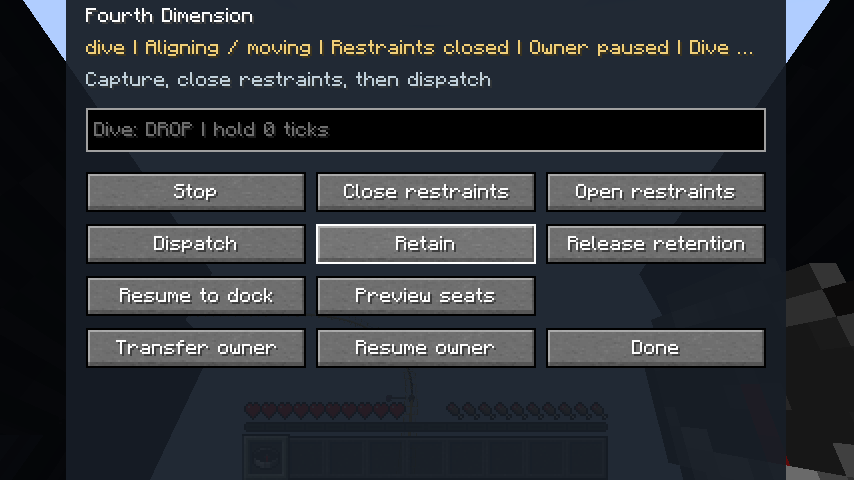 Fourth Dimension
dive | Aligning / moving | Restraints closed | Owner paused | Dive ...
Capture, close restraints, then dispatch
Dive: DROP | hold 0 ticks
Stop
Close restraints
Open restraints
Dispatch
Retain
Release retention
Resume to dock
Preview seats
Transfer owner
Resume owner
Done